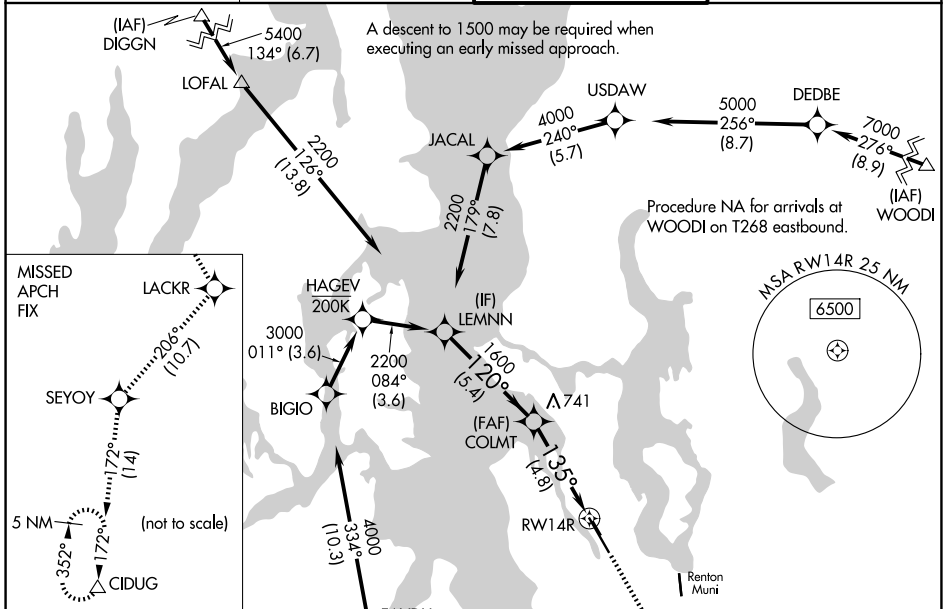 (IAF)
DIGGN
5400
134° (6.7)
A descent to 1500 may be required when
executing an early missed approach.
LOFAL
USDAW
DEDBE
4000
240°
(5.7)
5000
256°
(8.7)
7000
276°
(8.9)
(IAF)
WOODI
JACAL
2200
126°
(13.8)
2200
179°
(7.8)
Procedure NA for arrivals at
WOODI on T268 eastbound.
MISSED
APCH
FIX
LACKR
206°
(10.7)
SEYOY
172°
(14)
5 NM
(not to scale)
352°
172°
CIDUG
HAGEV
200K
(IF)
LEMNN
3000
011° (3.6)
2200
084°
(3.6)
BIGIO
1600
120°
(5.4)
741
(FAF)
COLMT
135°
(4.8)
RW14R
4000
334°
(10.3)
MSA RW14R 25 NM
6500
Renton
Muni